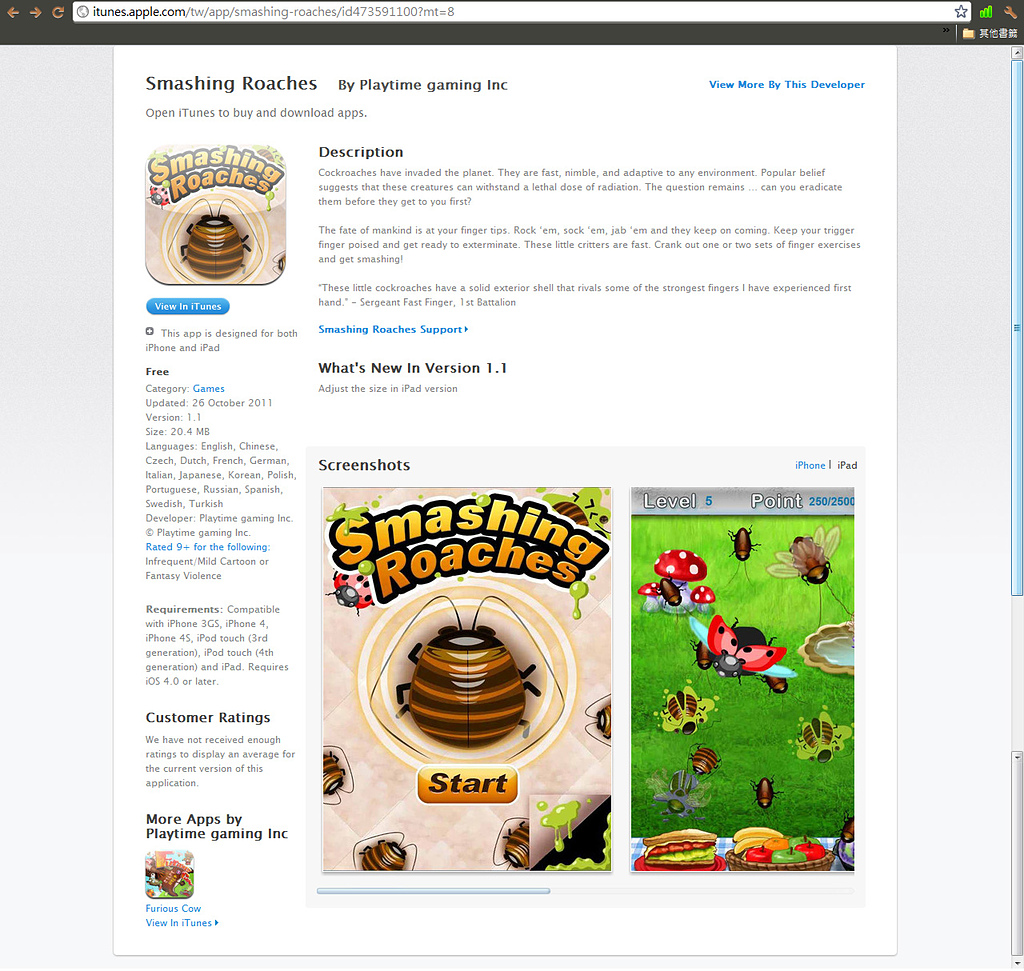 itunes.apple.com/tw/app/smashing-roaches/id473591100?mt=8
»
其他書籤
Smashing Roaches By Playtime gaming Inc
View More By This Developer
Open iTunes to buy and download apps.
Smashing
Roaches
View In iTunes
This app is designed for both
iPhone and iPad
Free
Category: Games
Updated: 26 October 2011
Version: 1.1
Size: 20.4 MB
Languages: English, Chinese,
Czech, Dutch, French, German,
Italian, Japanese, Korean, Polish,
Portuguese, Russian, Spanish,
Swedish, Turkish
Developer: Playtime gaming Inc.
© Playtime gaming Inc.
Rated 9+ for the following:
Infrequent/Mild Cartoon or
Fantasy Violence
Requirements: Compatible
with iPhone 3GS, iPhone 4,
iPhone 4S, iPod touch (3rd
generation), iPod touch (4th
generation) and iPad. Requires
iOS 4.0 or later.
Customer Ratings
We have not received enough
ratings to display an average for
the current version of this
application.
More Apps by
Playtime gaming Inc
Furious Cow
View In iTunes
Description
Cockroaches have invaded the planet. They are fast, nimble, and adaptive to any environment. Popular belief
suggests that these creatures can withstand a lethal dose of radiation. The question remains ... can you eradicate
them before they get to you first?
The fate of mankind is at your finger tips. Rock 'em, sock 'em, jab 'em and they keep on coming. Keep your trigger
finger poised and get ready to exterminate. These little critters are fast. Crank out one or two sets of finger exercises
and get smashing!
"These little cockroaches have a solid exterior shell that rivals some of the strongest fingers I have experienced first
hand." – Sergeant Fast Finger, 1st Battalion
Smashing Roaches Support
What's New In Version 1.1
Adjust the size in iPad version
Screenshots
iPhone | iPad
Smashing
Roaches
Start
Level 5 Point 250/2500